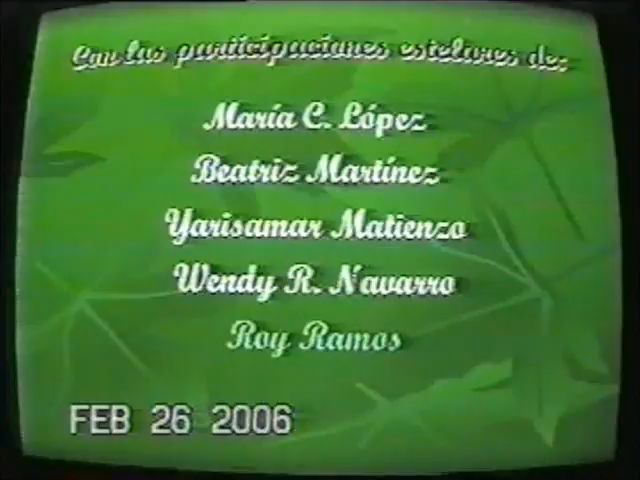 Con las participaciones estelares de:
María C. López
Beatriz Martínez
Yarisamar Matienzo
Wendy R. Navarro
Roy Ramos
FEB 26 2006